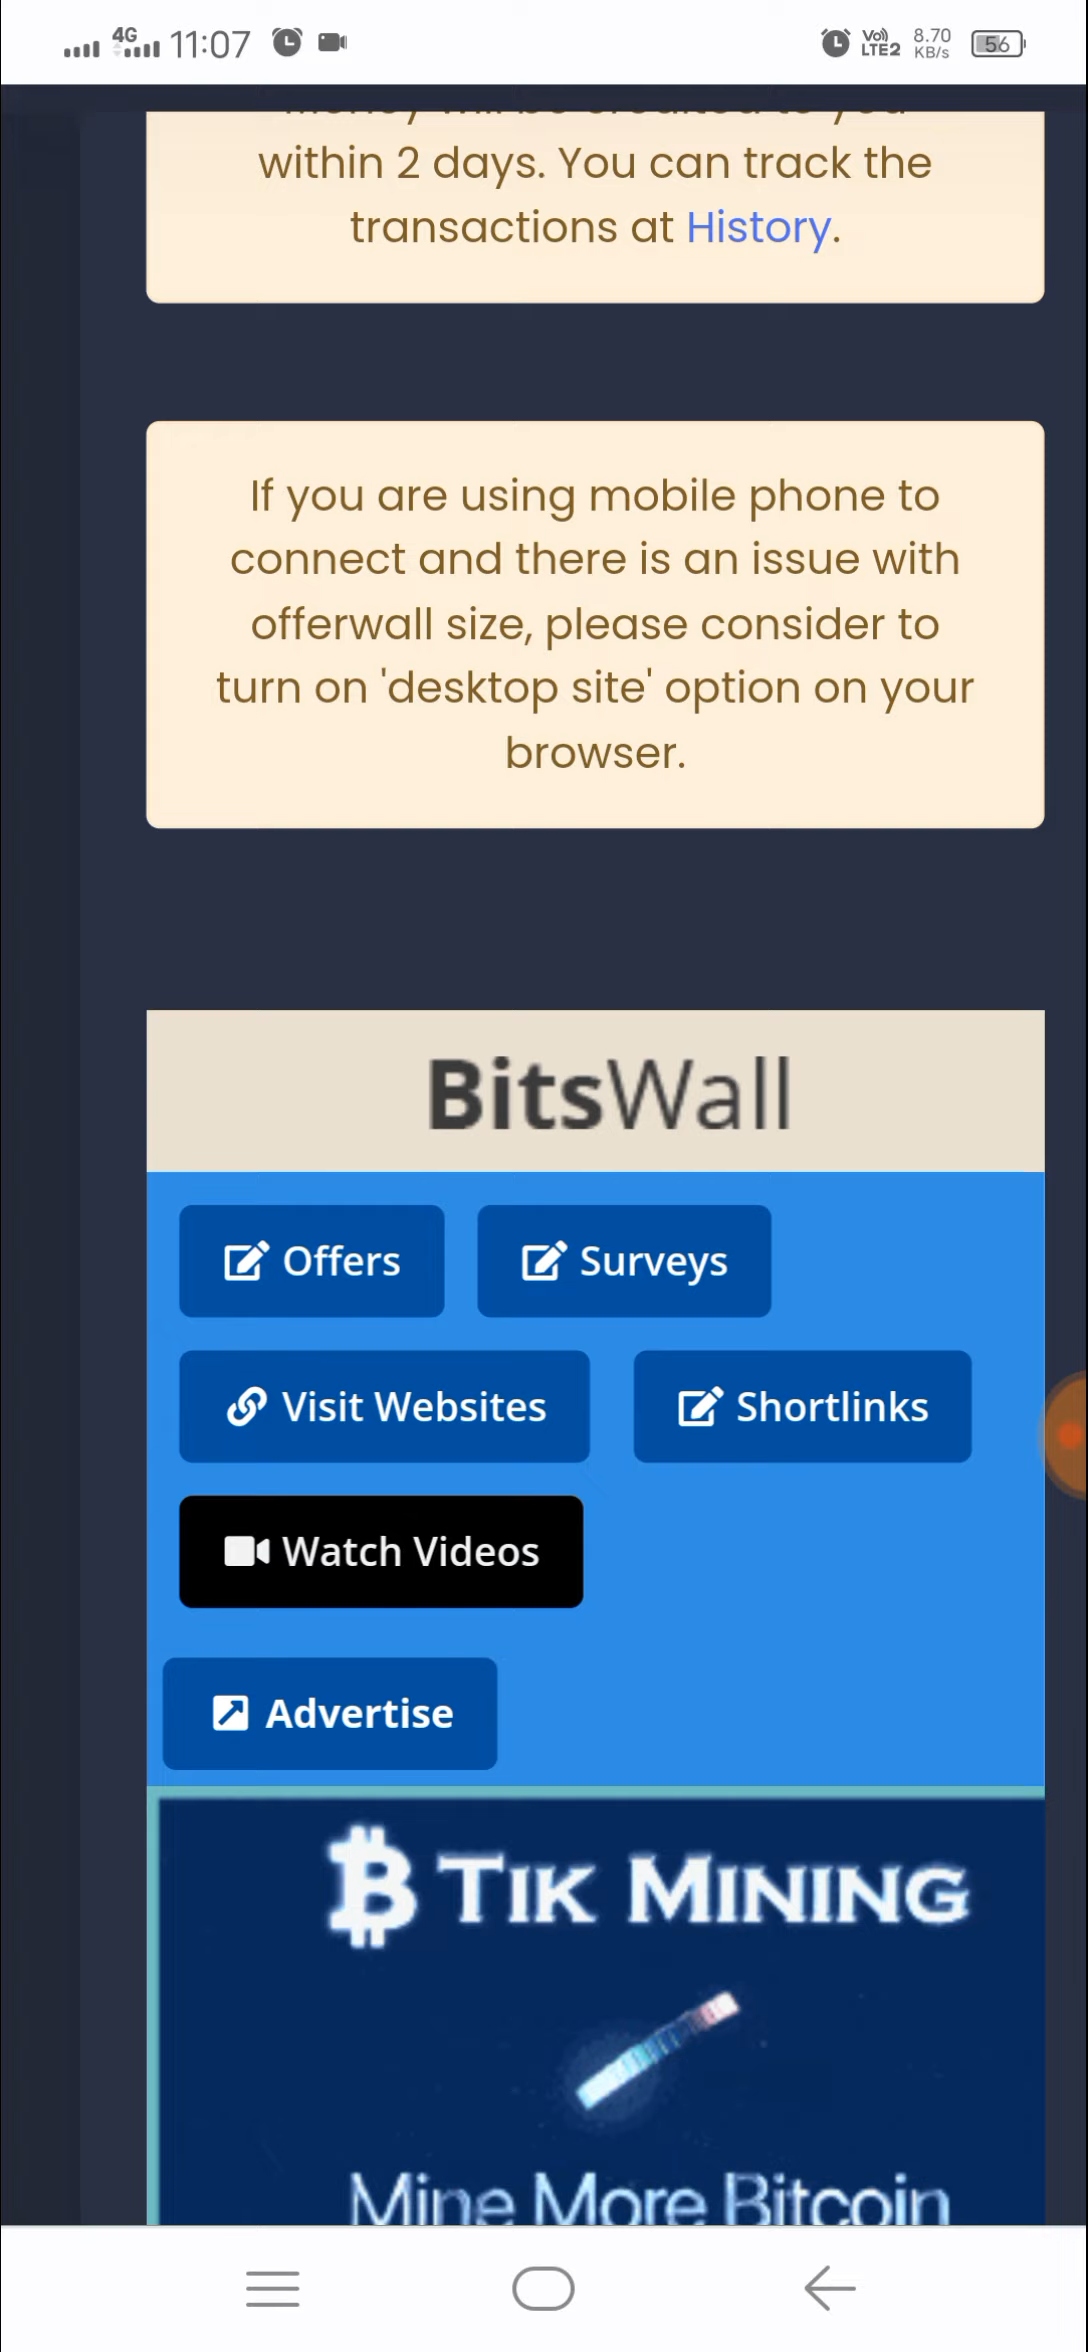 4G 11:07 Vo) LTE2 8.70 KB/s 56
within 2 days. You can track the
transactions at History.
If you are using mobile phone to
connect and there is an issue with
offerwall size, please consider to
turn on 'desktop site' option on your
browser.
BitsWall
Offers Surveys
Visit Websites Shortlinks
Watch Videos
Advertise
TIK MINING
Mine More Bitcoin